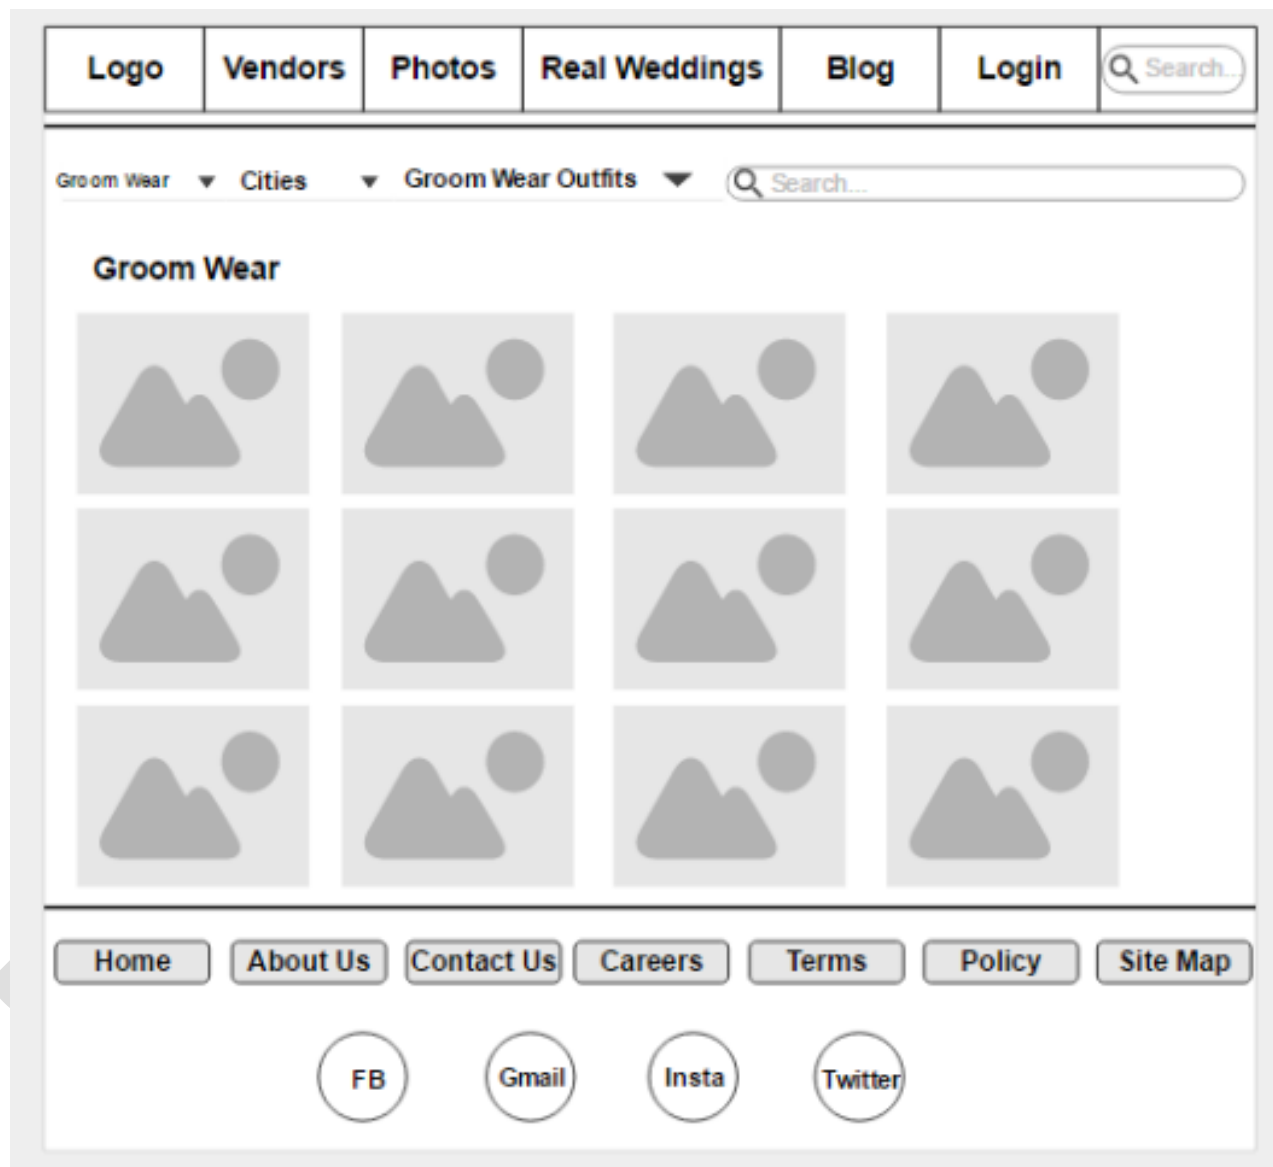 Logo Vendors Photos Real Weddings Blog Login Search...
Groom Wear Cities Groom Wear Outfits Search...
Groom Wear
Home About Us Contact Us Careers Terms Policy Site Map
FB Gmail Insta Twitter